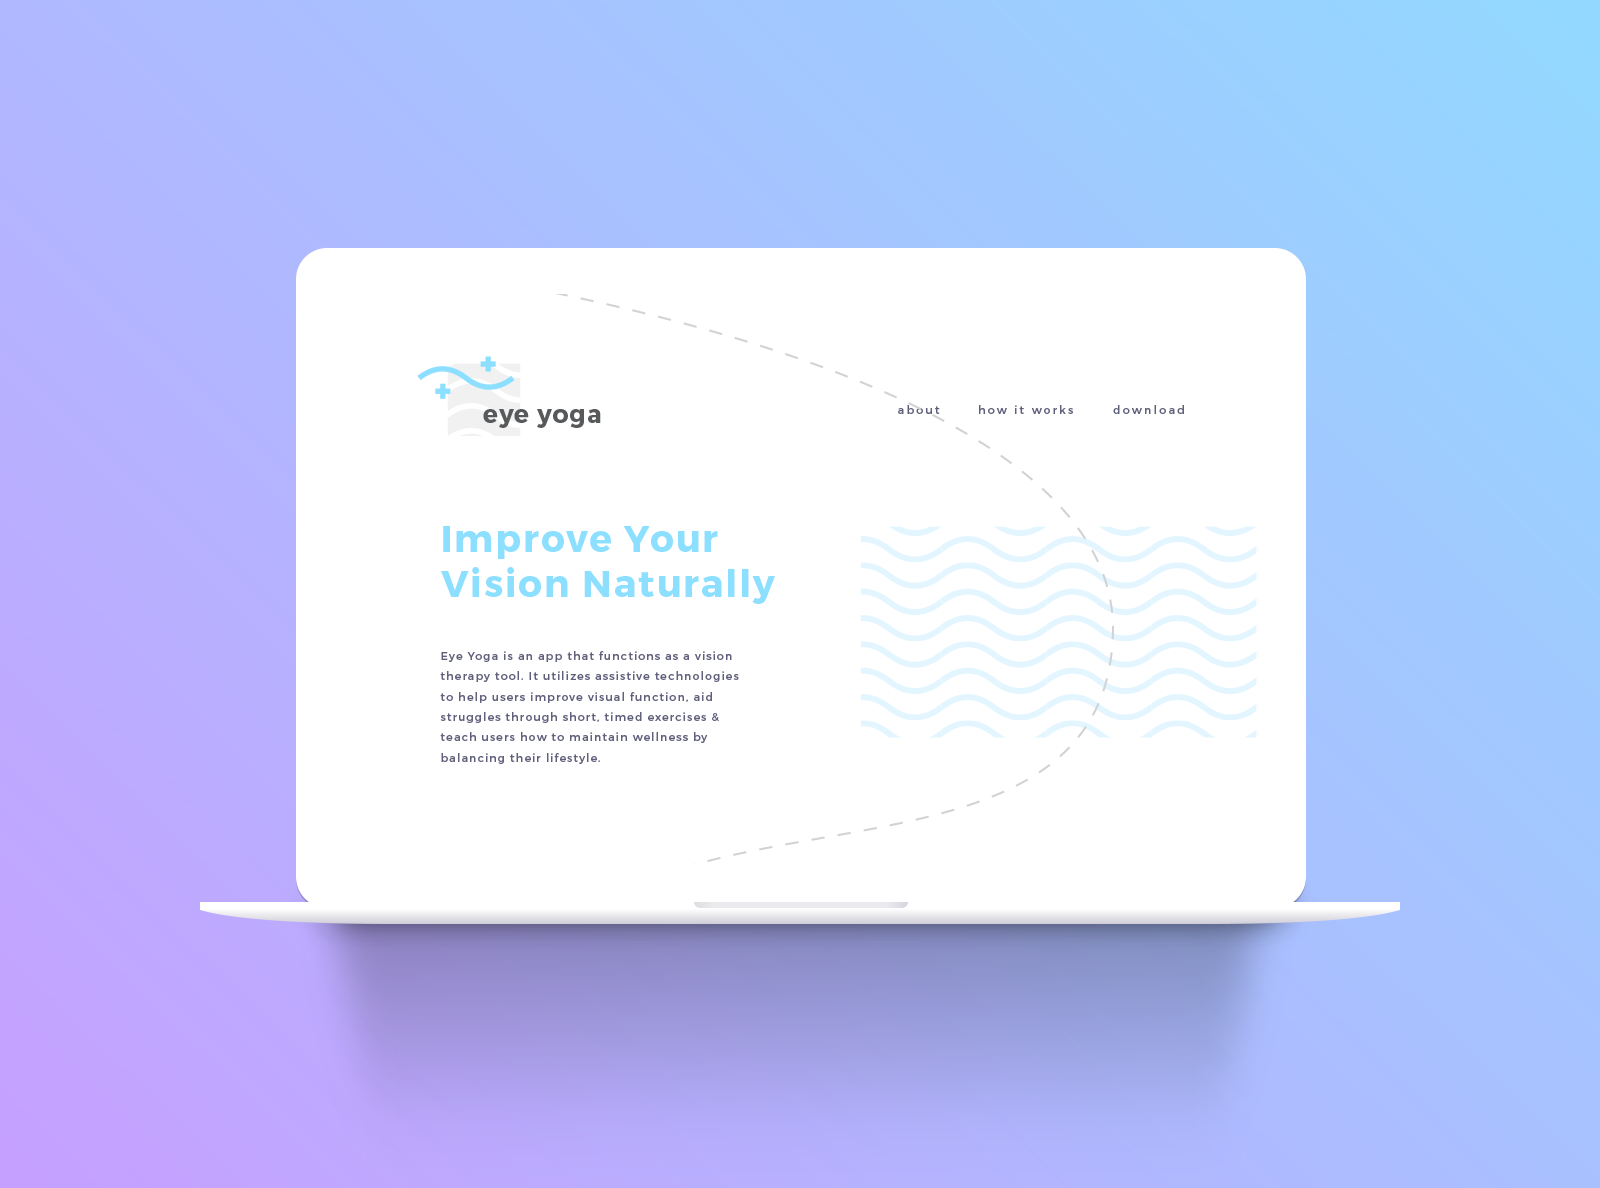 eye yoga
about how it works download
Improve Your
Vision Naturally
Eye Yoga is an app that functions as a vision
therapy tool. It utilizes assistive technologies
to help users improve visual function, aid
struggles through short, timed exercises &
teach users how to maintain wellness by
balancing their lifestyle.